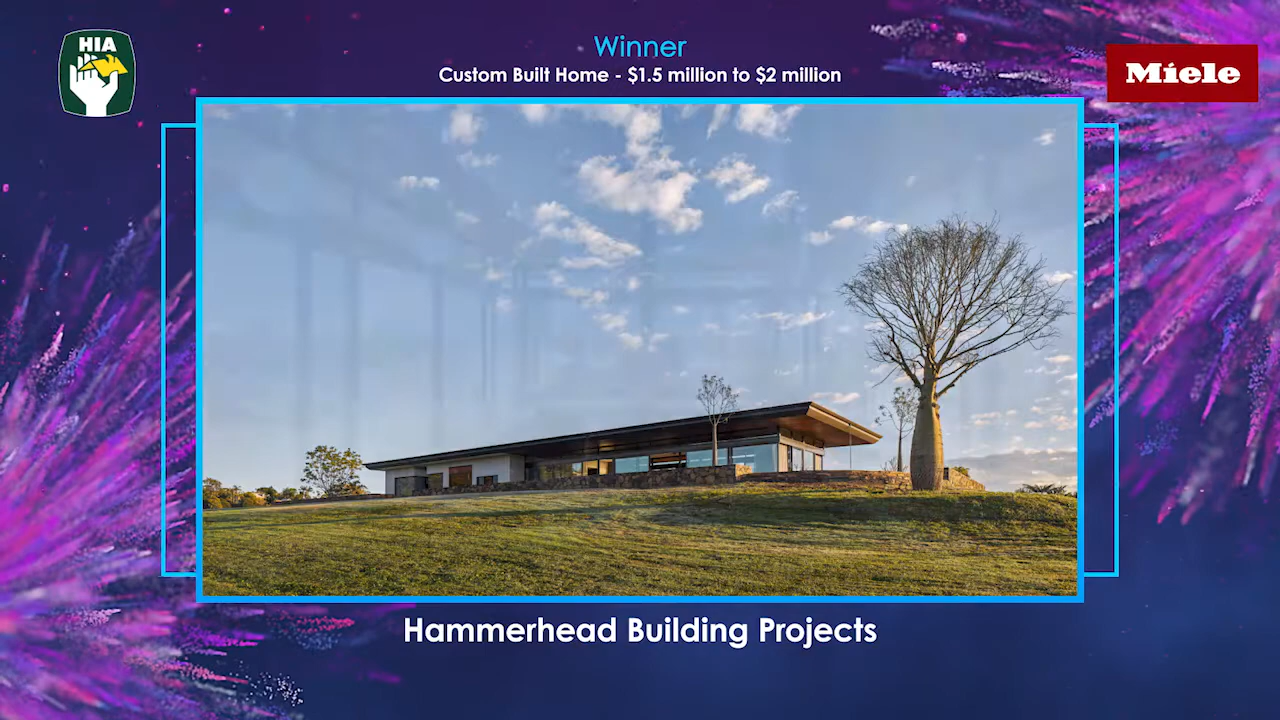 HIA
Winner
Custom Built Home - $1.5 million to $2 million
Miele
Hammerhead Building Projects